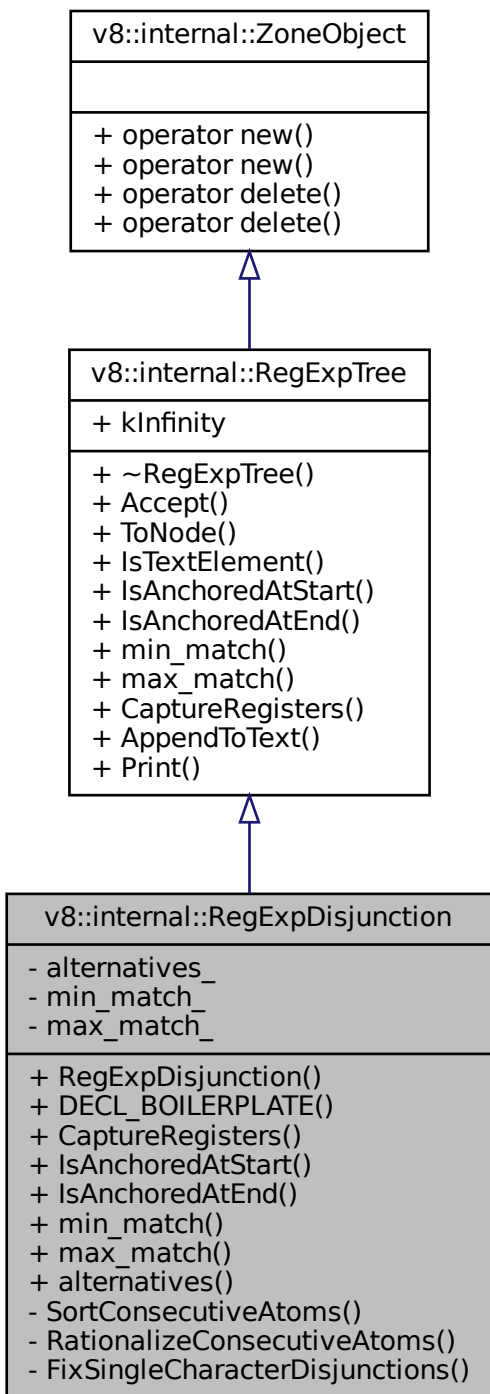 v8::internal::ZoneObject
+ operator new()
+ operator new()
+ operator delete()
+ operator delete()
v8::internal::RegExpTree
+ kInfinity
+ ~RegExpTree()
+ Accept()
+ ToNode()
+ IsTextElement()
+ IsAnchoredAtStart()
+ IsAnchoredAtEnd()
+ min_match()
+ max_match()
+ CaptureRegisters()
+ AppendToText()
+ Print()
v8::internal::RegExpDisjunction
- alternatives_
- min_match_
- max_match_
+ RegExpDisjunction()
+ DECL_BOILERPLATE()
+ CaptureRegisters()
+ IsAnchoredAtStart()
+ IsAnchoredAtEnd()
+ min_match()
+ max_match()
+ alternatives()
- SortConsecutiveAtoms()
- RationalizeConsecutiveAtoms()
- FixSingleCharacterDisjunctions()